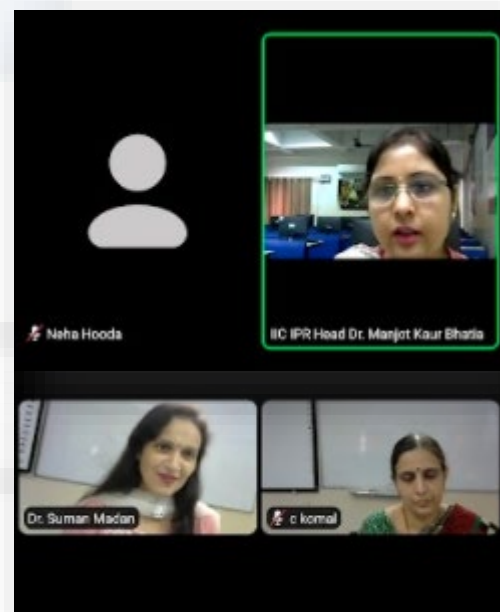 Neha Hooda
IIC IPR Head Dr. Manjot Kaur Bhatia
Dr. Suman Madan
c komal